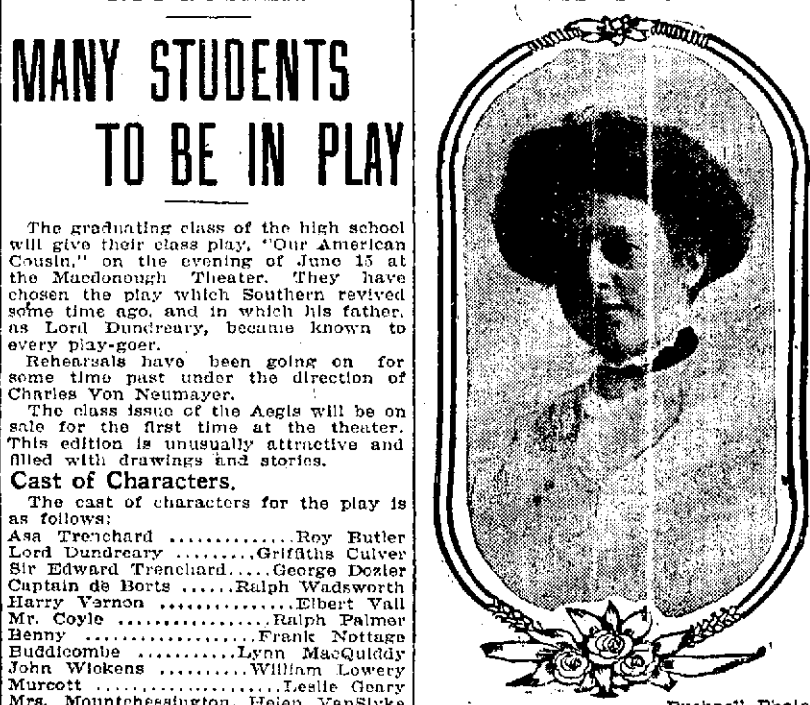 MANY STUDENTS
TO BE IN PLAY
The graduating class of the high school
will give their class play, "Our American
Cousin," on the evening of June 15 at
the Macdonough Theater. They have
chosen the play which Southern revived
some time ago, and in which his father,
as Lord Dundreary, became known to
every play-goer.
Rehearsals have been going on for
some time past under the direction of
Charles Von Neumayer.
The class issue of the Aegis will be on
sale for the first time at the theater.
This edition is unusually attractive and
filled with drawings and stories.
Cast of Characters.
The cast of characters for the play is
as follows:
Asa Trenchard ..............Roy Butler
Lord Dundreary .........Griffiths Culver
Sir Edward Trenchard.....George Dozier
Captain de Borts ......Ralph Wadsworth
Harry Vernon ...............Elbert Vail
Mr. Coyle .................Ralph Palmer
Benny ...................Frank Nottage
Buddicombe ...........Lynn MacQuiddy
John Wickens ..........William Lowery
Murcott .....................Leslie Geary
Mrs. Mountchessington, Helen VanSlyke